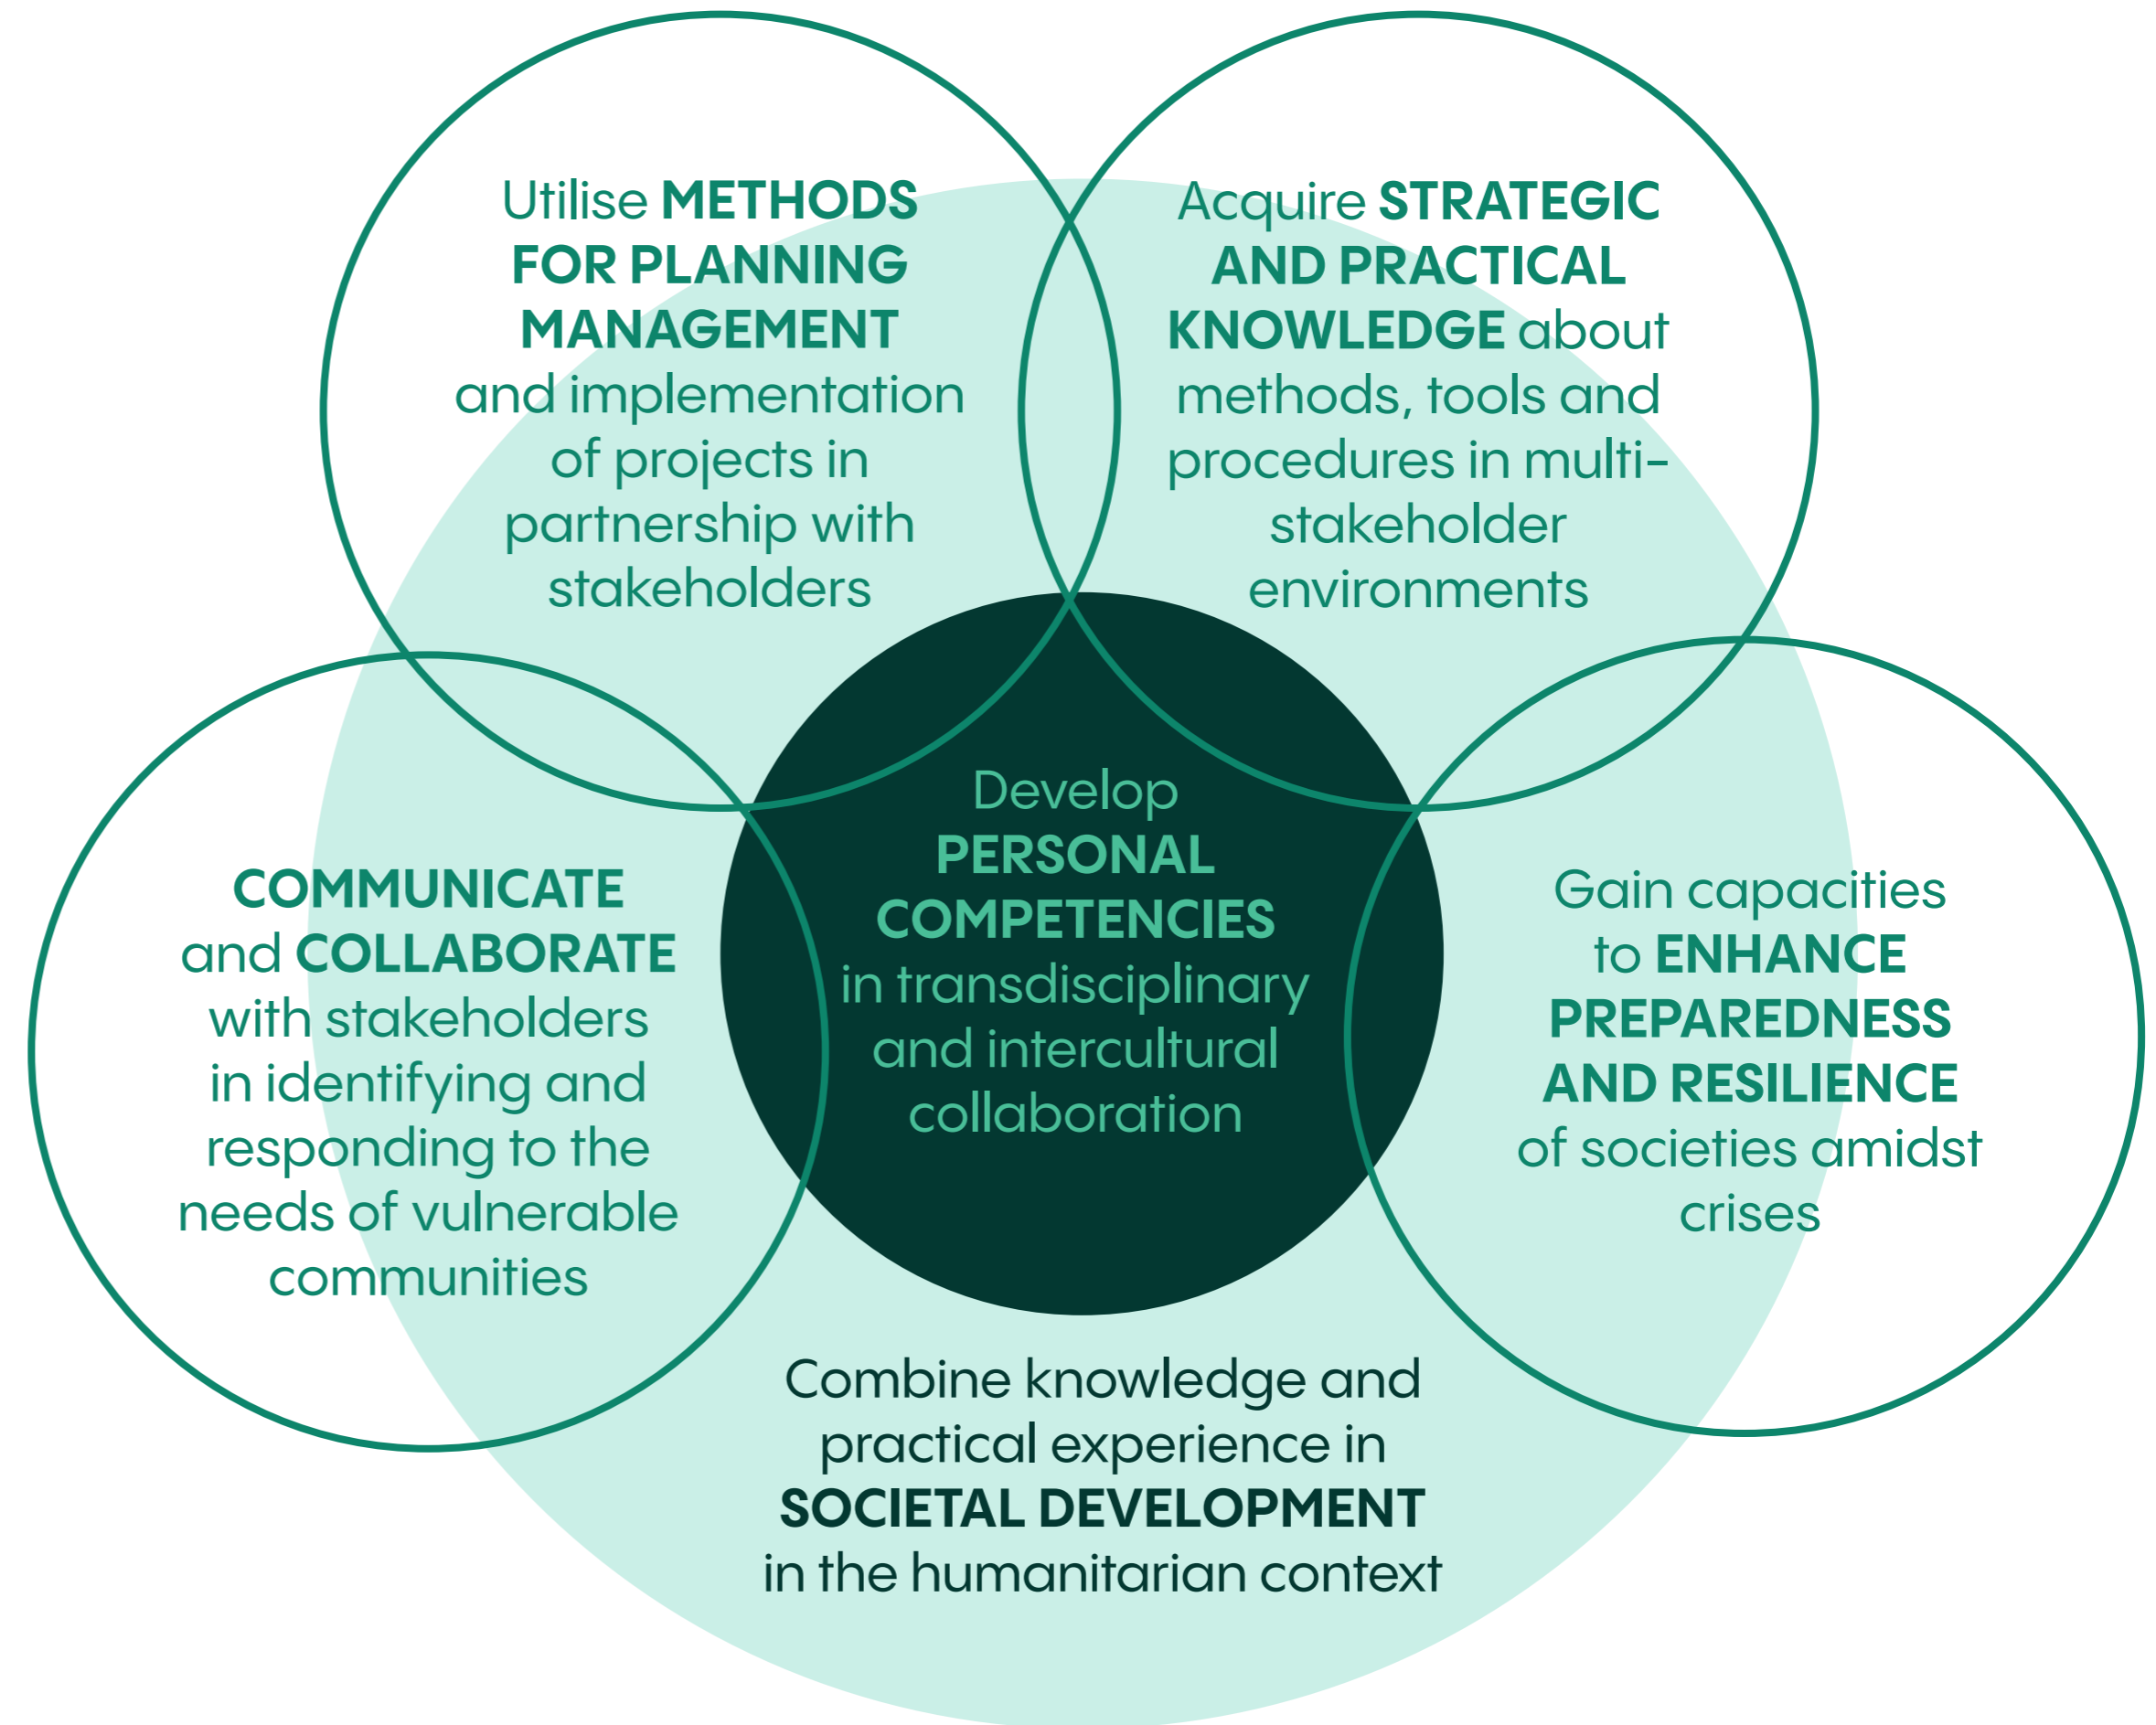 Utilise METHODS
FOR PLANNING
MANAGEMENT
and implementation
of projects in
partnership with
stakeholders
Acquire STRATEGIC
AND PRACTICAL
KNOWLEDGE about
methods, tools and
procedures in multi-
stakeholder
environments
COMMUNICATE
and COLLABORATE
with stakeholders
in identifying and
responding to the
needs of vulnerable
communities
Develop
PERSONAL
COMPETENCIES
in transdisciplinary
and intercultural
collaboration
Gain capacities
to ENHANCE
PREPAREDNESS
AND RESILIENCE
of societies amidst
crises
Combine knowledge and
practical experience in
SOCIETAL DEVELOPMENT
in the humanitarian context